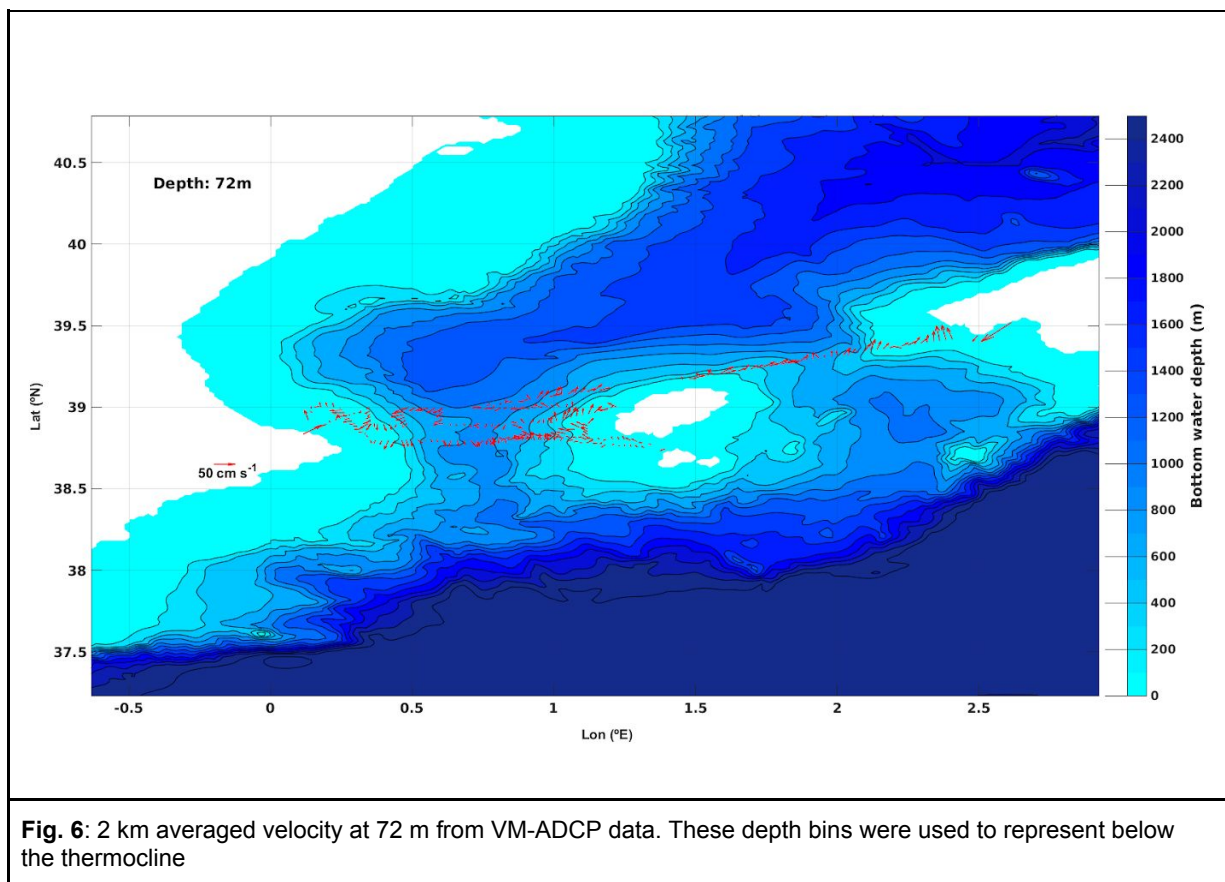 Depth: 72m
40.5
40
39.5
39
38.5
38
37.5
Lat (ºN)
50 cm s-1
-0.5 0 0.5 1 1.5 2 2.5
Lon (ºE)
2400
2200
2000
1800
1600
1400
1200
1000
800
600
400
200
0
Bottom water depth (m)
Fig. 6: 2 km averaged velocity at 72 m from VM-ADCP data. These depth bins were used to represent below
the thermocline